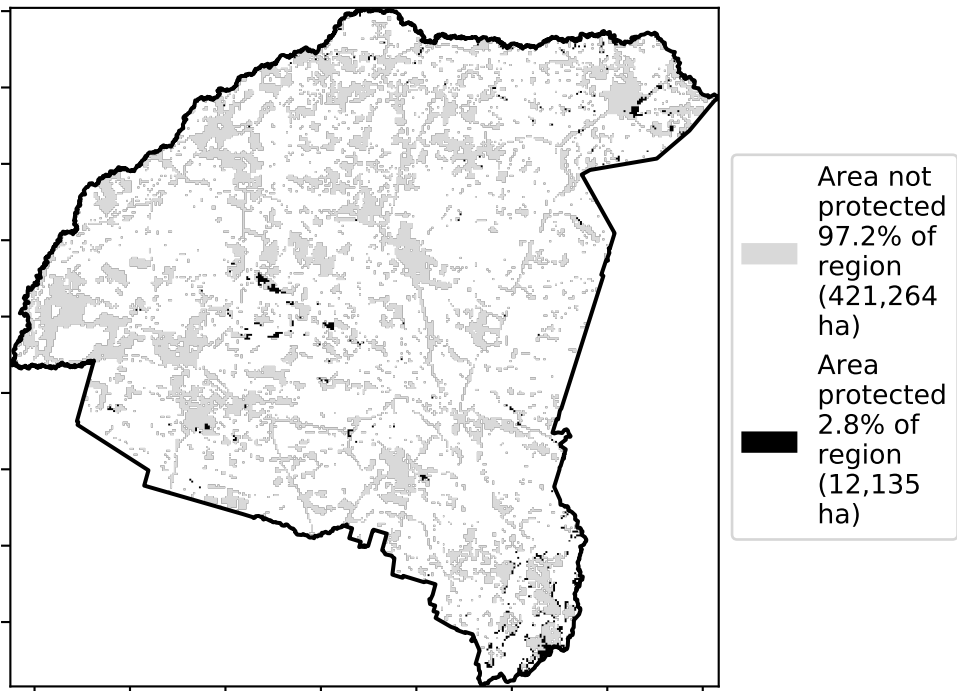 Area not
protected
97.2% of
region
(421,264
ha)
Area
protected
2.8% of
region
(12,135
ha)